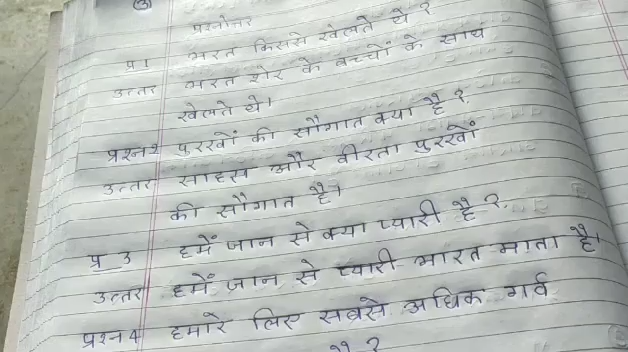 (3)
प्रश्नोत्तर
प्र 1 भरत किससे खेलते थे ?
उत्तर भरत शेर के बच्चों के साथ
खेलते थे।
प्रश्न 2 पुरखों की सौगात क्या है ?
उत्तर साहस और वीरता पुरखों
की सौगात है।
प्र 3 हमें जान से क्या प्यारी है ?
उत्तर हमें जान से प्यारी भारत माता है।
प्रश्न 4 हमारे लिए सबसे अधिक गर्व
?